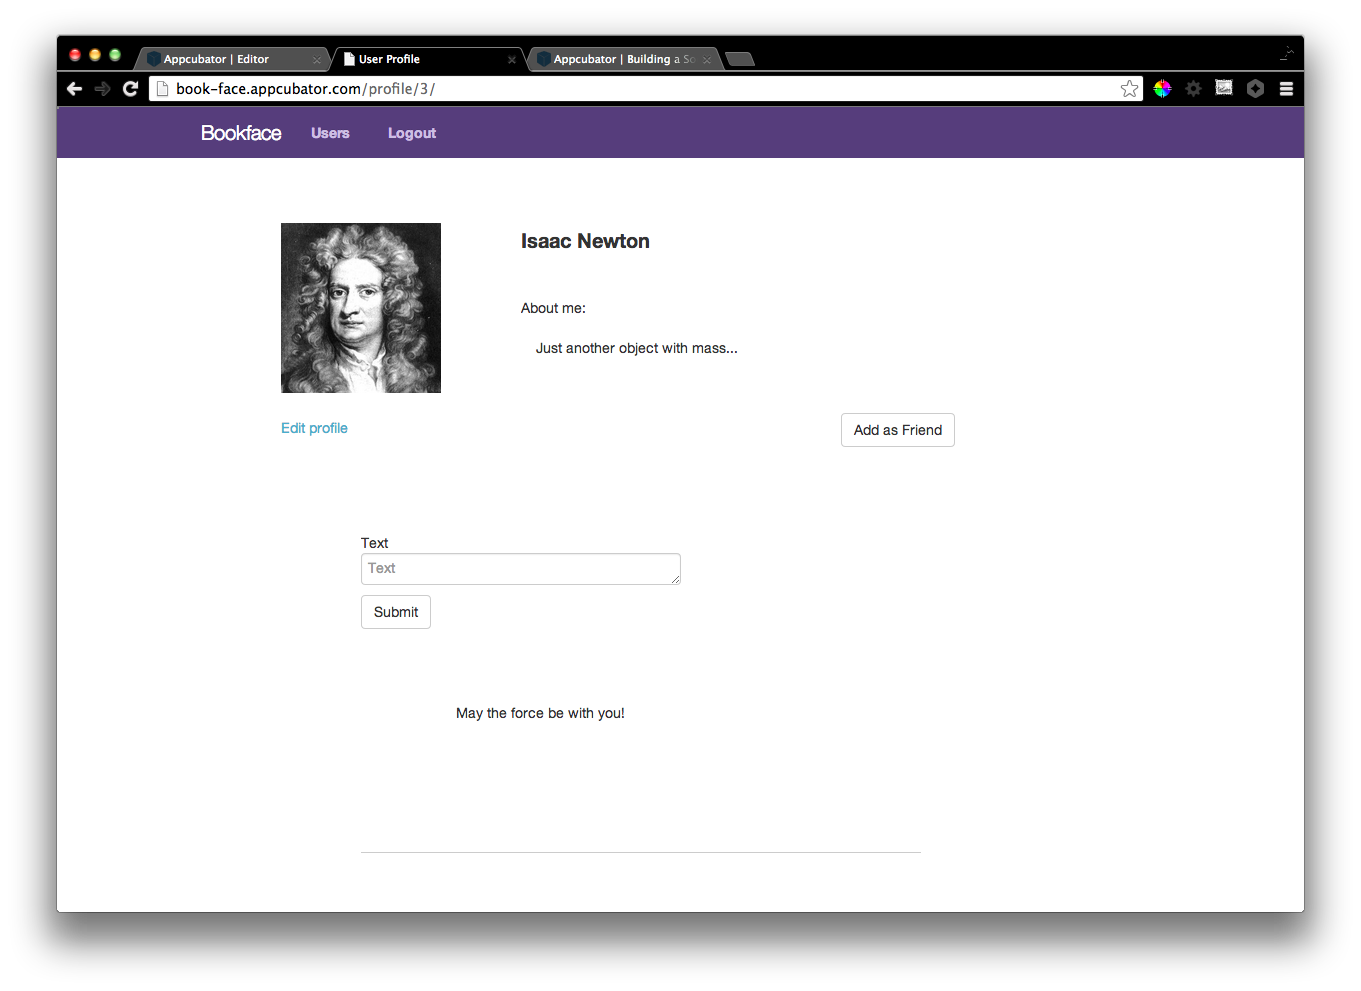 Appcubator | Editor
User Profile
Appcubator | Building a So
book-face.appcubator.com/profile/3/
Bookface Users Logout
Isaac Newton
About me:
Just another object with mass...
Edit profile
Add as Friend
Text
Text
Submit
May the force be with you!